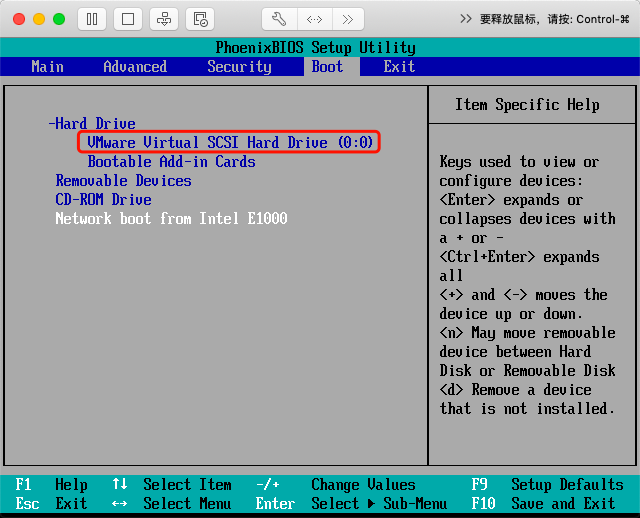 要释放鼠标，请按: Control-⌘
PhoenixBIOS Setup Utility
Main Advanced Security Boot Exit
Item Specific Help
-Hard Drive
VMware Virtual SCSI Hard Drive (0:0)
Bootable Add-in Cards
Removable Devices
CD-ROM Drive
Network boot from Intel E1000
Keys used to view or
configure devices:
<Enter> expands or
collapses devices with
a + or -
<Ctrl+Enter> expands
all
<+> and <-> moves the
device up or down.
<n> May move removable
device between Hard
Disk or Removable Disk
<d> Remove a device
that is not installed.
F1 Help ↑↓ Select Item -/+ Change Values F9 Setup Defaults
Esc Exit ↔ Select Menu Enter Select ▶ Sub-Menu F10 Save and Exit